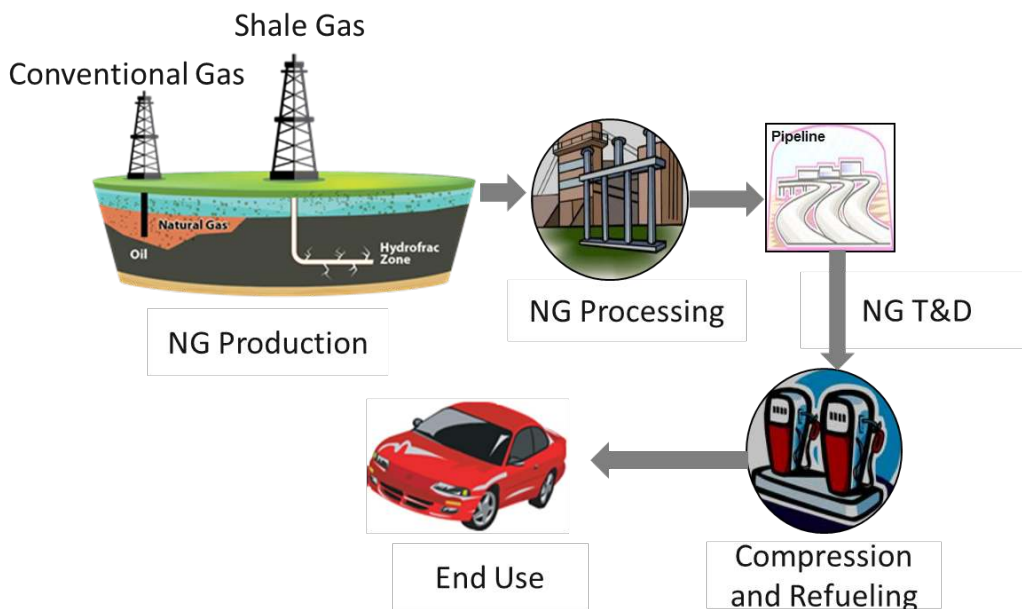 Shale Gas
Conventional Gas
Natural Gas
Oil
Hydrofrac
Zone
NG Production
NG Processing
Pipeline
NG T&D
Compression
and Refueling
End Use